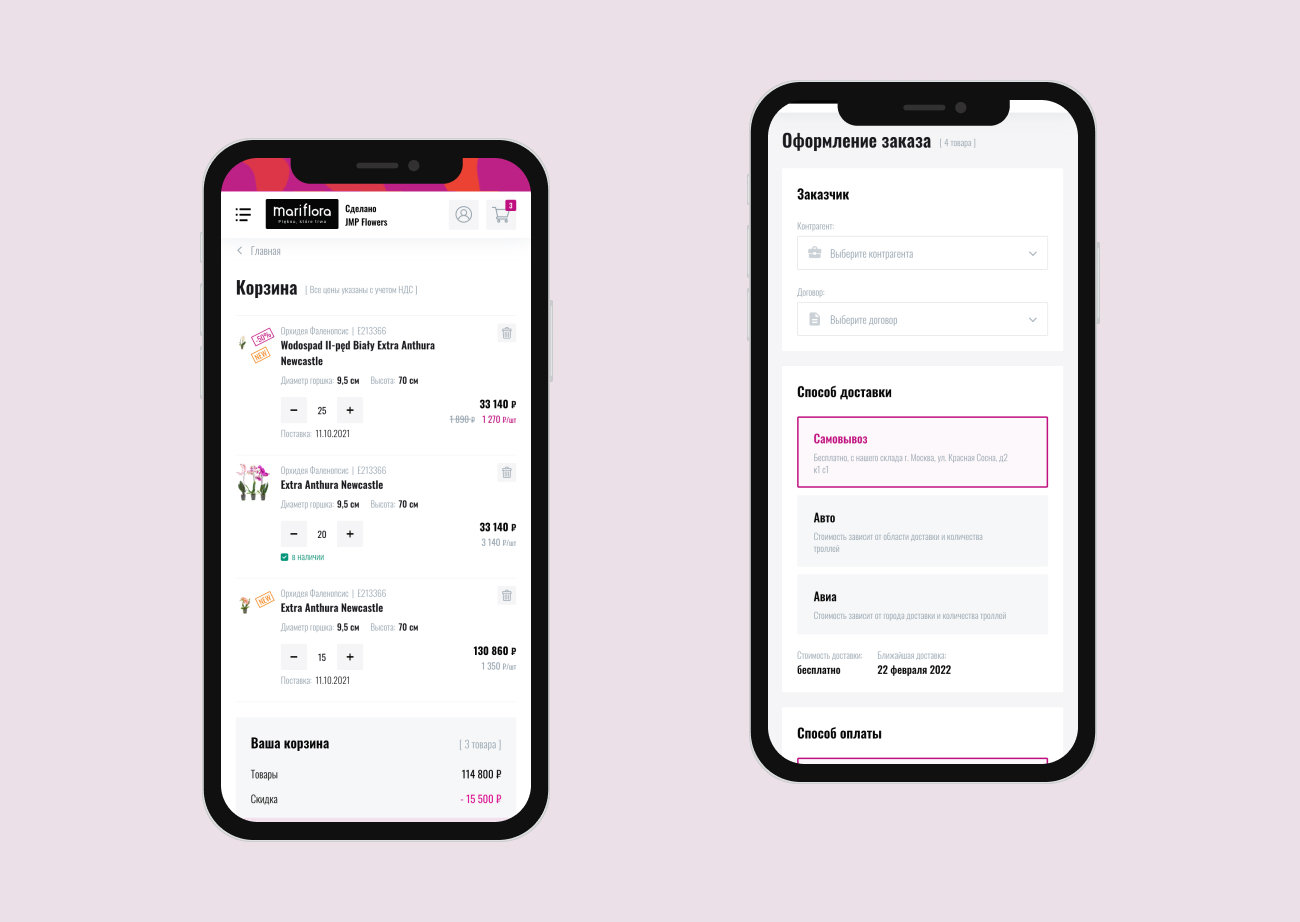 mariflora
Piękno, które trwa
Сделано
JMP Flowers
3
Главная
Корзина [ Все цены указаны с учетом НДС ]
-50%
NEW
Орхидея Фаленопсис | E213366
Wodospad II-pęd Biały Extra Anthura
Newcastle
Диаметр горшка: 9,5 см Высота: 70 см
− 25 +
33 140 ₽
1 890 ₽ 1 270 ₽/шт
Поставка: 11.10.2021
Орхидея Фаленопсис | E213366
Extra Anthura Newcastle
Диаметр горшка: 9,5 см Высота: 70 см
− 20 +
33 140 ₽
3 140 ₽/шт
в наличии
NEW
Орхидея Фаленопсис | E213366
Extra Anthura Newcastle
Диаметр горшка: 9,5 см Высота: 70 см
− 15 +
130 860 ₽
1 350 ₽/шт
Поставка: 11.10.2021
Ваша корзина [ 3 товара ]
Товары 114 800 ₽
Скидка - 15 500 ₽
Оформление заказа [ 4 товара ]
Заказчик
Контрагент:
Выберите контрагента
Договор:
Выберите договор
Способ доставки
Самовывоз
Бесплатно, с нашего склада г. Москва, ул. Красная Сосна, д2
к1 с1
Авто
Стоимость зависит от области доставки и количества
троллей
Авиа
Стоимость зависит от города доставки и количества троллей
Стоимость доставки: Ближайшая доставка:
бесплатно 22 февраля 2022
Способ оплаты